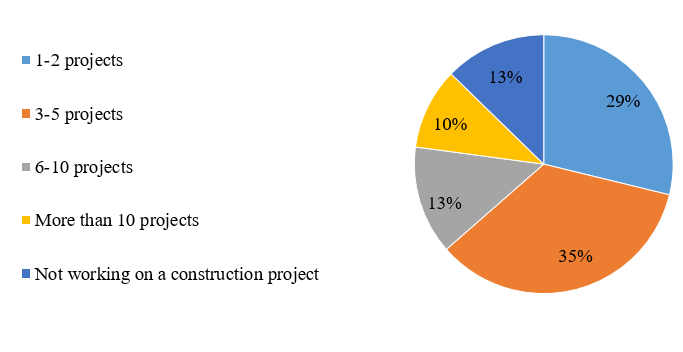 1-2 projects
3-5 projects
6-10 projects
More than 10 projects
Not working on a construction project
13%
29%
10%
13%
35%